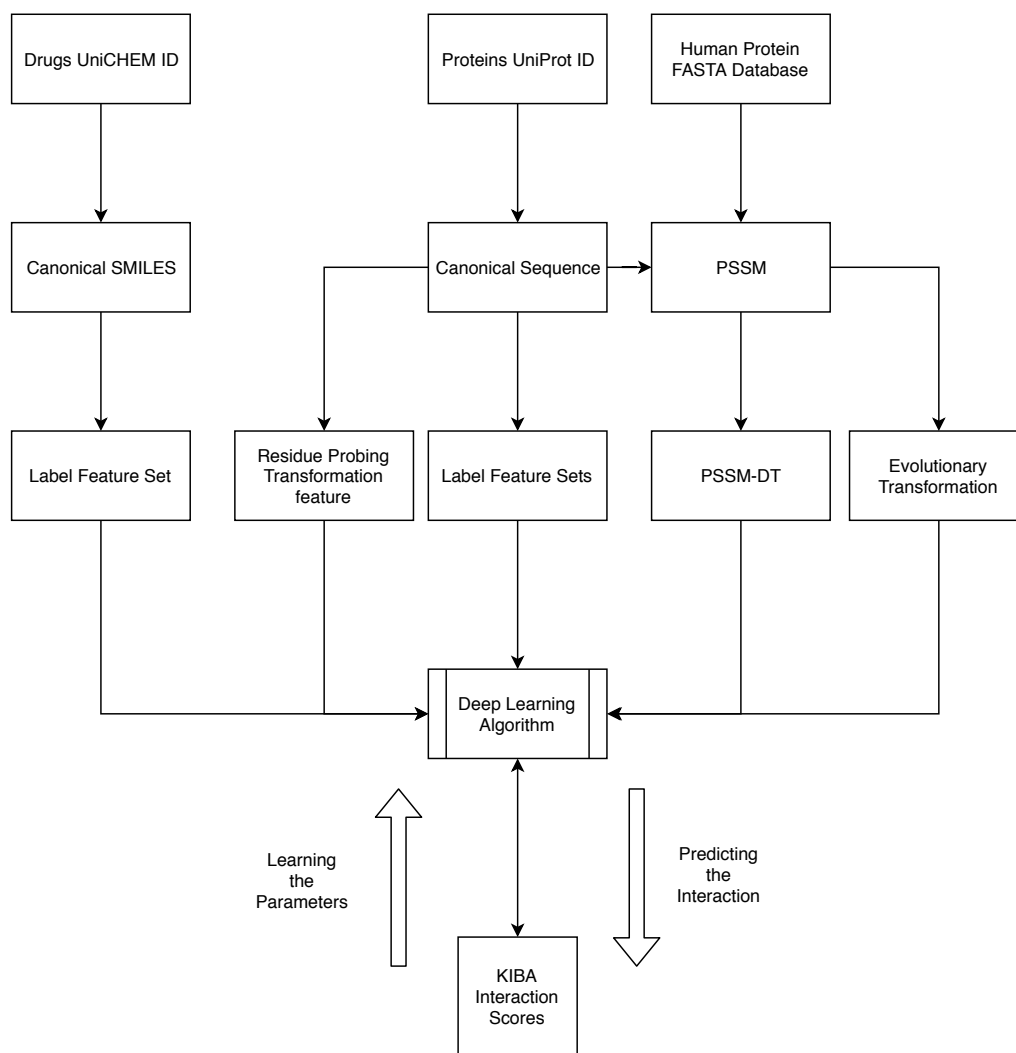 Drugs UniCHEM ID
Proteins UniProt ID
Human Protein
FASTA Database
Canonical SMILES
Canonical Sequence
PSSM
Label Feature Set
Residue Probing
Transformation
feature
Label Feature Sets
PSSM-DT
Evolutionary
Transformation
Deep Learning
Algorithm
Learning
the
Parameters
Predicting
the
Interaction
KIBA
Interaction
Scores